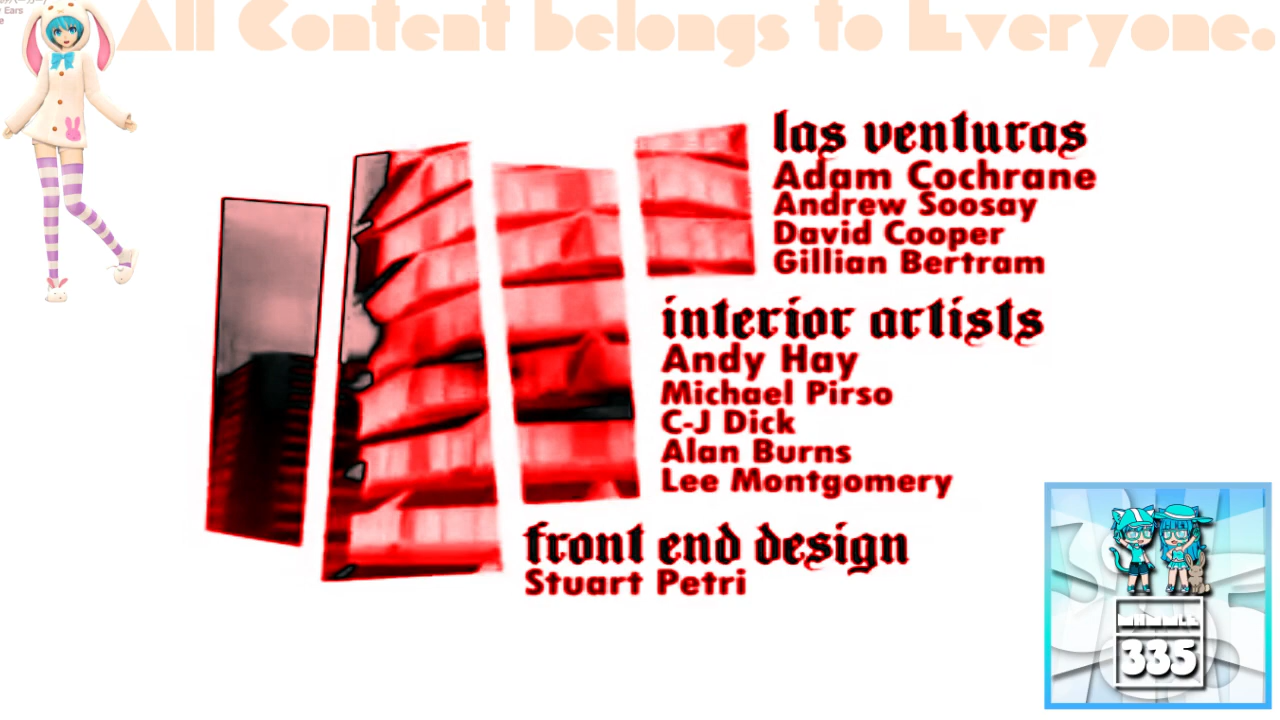 Ears
All Content belongs to Everyone.
las venturas
Adam Cochrane
Andrew Soosay
David Cooper
Gillian Bertram
interior artists
Andy Hay
Michael Pirso
C-J Dick
Alan Burns
Lee Montgomery
front end design
Stuart Petri
335